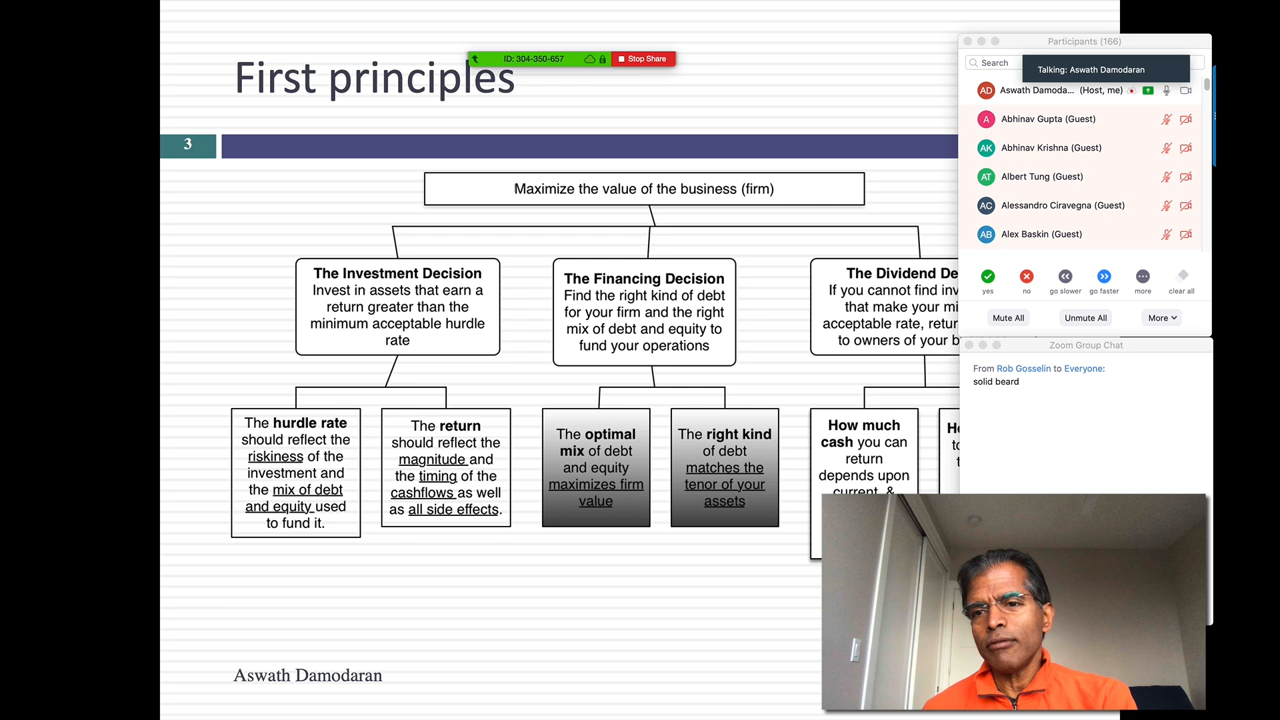 ID: 304-350-657
Stop Share
First principles
3
Maximize the value of the business (firm)
The Investment Decision
Invest in assets that earn a
return greater than the
minimum acceptable hurdle
rate
The Financing Decision
Find the right kind of debt
for your firm and the right
mix of debt and equity to
fund your operations
The Dividend De
If you cannot find inv
that make your mi
acceptable rate, retur
to owners of your b
The hurdle rate
should reflect the
riskiness of the
investment and
the mix of debt
and equity used
to fund it.
The return
should reflect the
magnitude and
the timing of the
cashflows as well
as all side effects.
The optimal
mix of debt
and equity
maximizes firm
value
The right kind
of debt
matches the
tenor of your
assets
How much
cash you can
return
depends upon
current &
Aswath Damodaran
Participants (166)
Search
Talking: Aswath Damodaran
AD Aswath Damoda... (Host, me)
A Abhinav Gupta (Guest)
AK Abhinav Krishna (Guest)
AT Albert Tung (Guest)
AC Alessandro Ciravegna (Guest)
AB Alex Baskin (Guest)
yes no go slower go faster more clear all
Mute All Unmute All More
Zoom Group Chat
From Rob Gosselin to Everyone:
solid beard